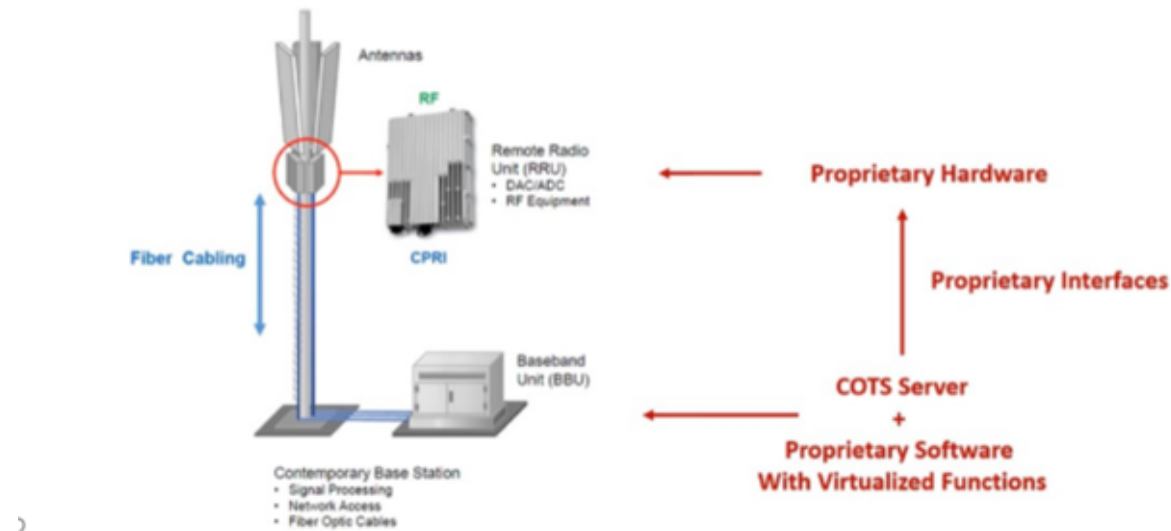 Antennas
RF
Remote Radio
Unit (RRU)
• DAC/ADC
• RF Equipment
CPRI
Fiber Cabling
Baseband
Unit (BBU)
Contemporary Base Station
• Signal Processing
• Network Access
• Fiber Optic Cables
Proprietary Hardware
Proprietary Interfaces
COTS Server
+
Proprietary Software
With Virtualized Functions